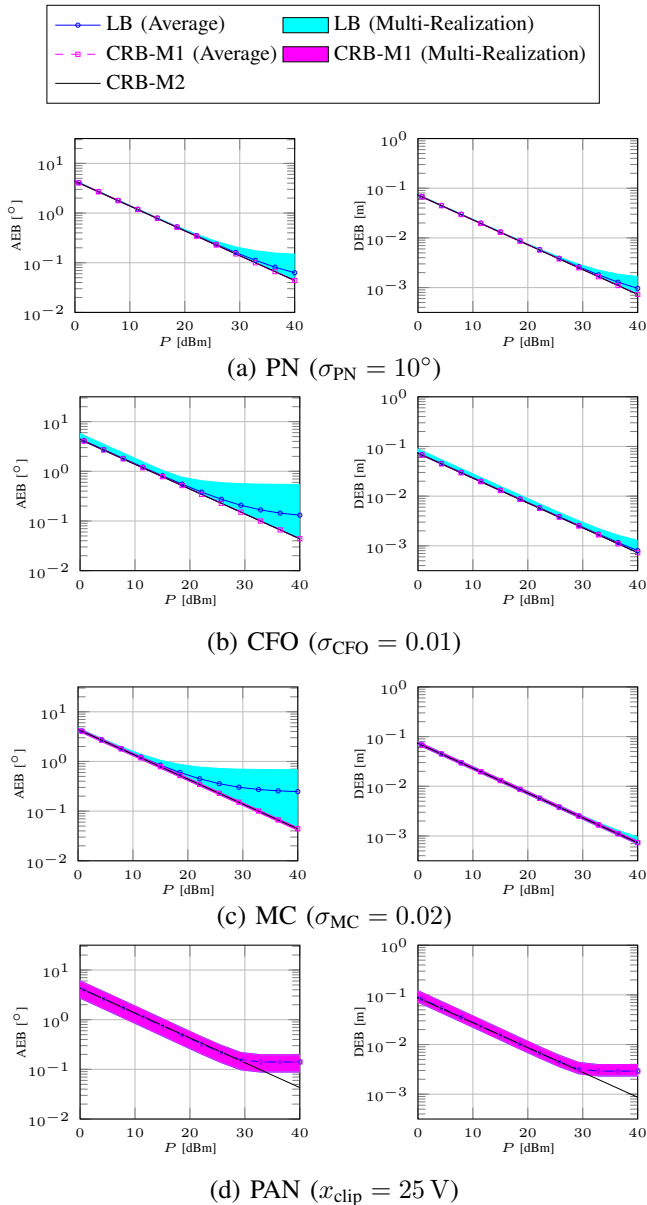 LB (Average) LB (Multi-Realization)
CRB-M1 (Average) CRB-M1 (Multi-Realization)
CRB-M2
AEB [°]
10^1
10^0
10^−1
10^−2
0 10 20 30 40
P [dBm]
DEB [m]
10^0
10^−1
10^−2
10^−3
0 10 20 30 40
P [dBm]
(a) PN (σ_PN = 10°)
AEB [°]
10^1
10^0
10^−1
10^−2
0 10 20 30 40
P [dBm]
DEB [m]
10^0
10^−1
10^−2
10^−3
0 10 20 30 40
P [dBm]
(b) CFO (σ_CFO = 0.01)
AEB [°]
10^1
10^0
10^−1
10^−2
0 10 20 30 40
P [dBm]
DEB [m]
10^0
10^−1
10^−2
10^−3
0 10 20 30 40
P [dBm]
(c) MC (σ_MC = 0.02)
AEB [°]
10^1
10^0
10^−1
10^−2
0 10 20 30 40
P [dBm]
DEB [m]
10^0
10^−1
10^−2
10^−3
0 10 20 30 40
P [dBm]
(d) PAN (x_clip = 25 V)